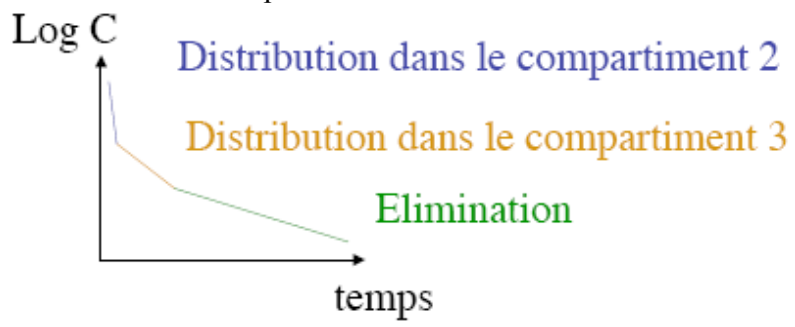 Log C
Distribution dans le compartiment 2
Distribution dans le compartiment 3
Elimination
temps